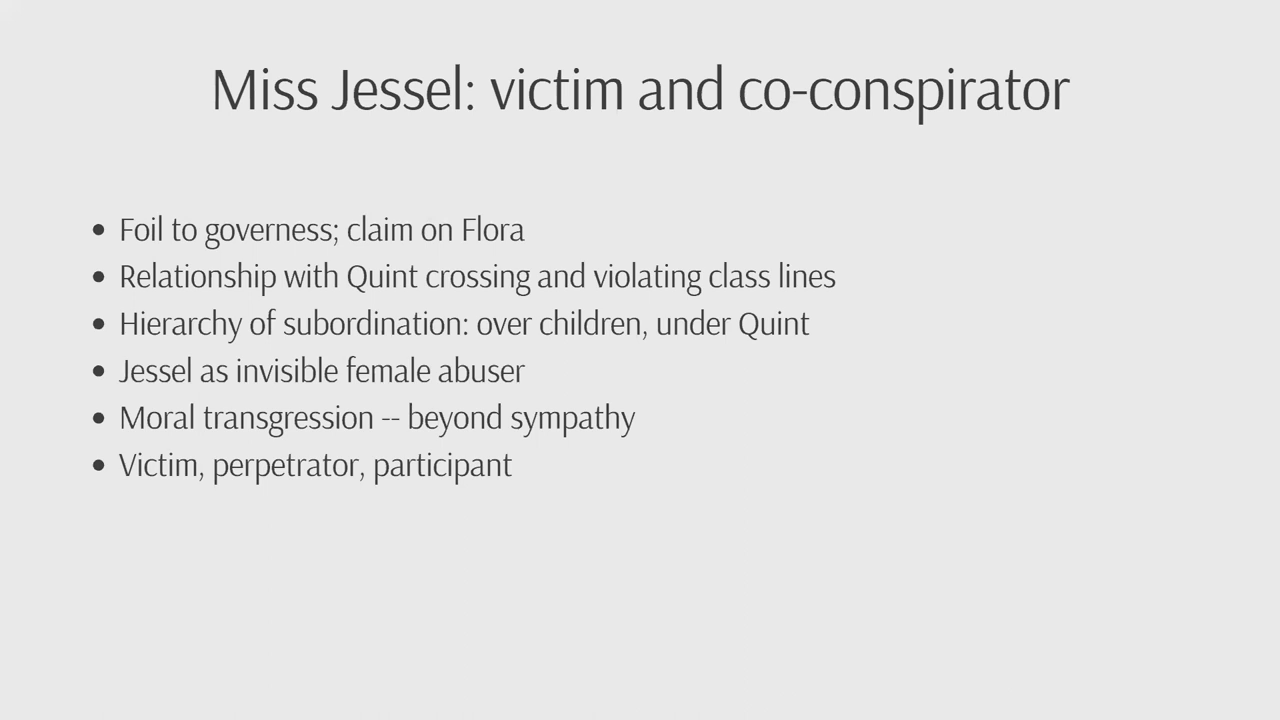 Miss Jessel: victim and co-conspirator
• Foil to governess; claim on Flora
• Relationship with Quint crossing and violating class lines
• Hierarchy of subordination: over children, under Quint
• Jessel as invisible female abuser
• Moral transgression -- beyond sympathy
• Victim, perpetrator, participant